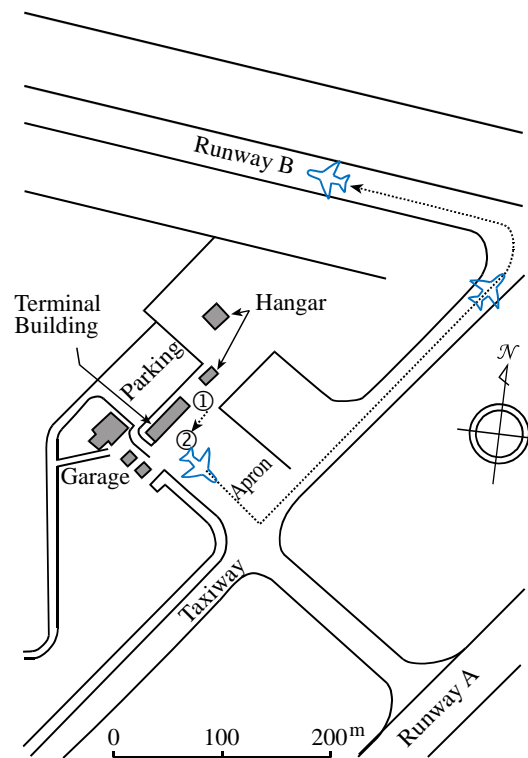 Runway B
Terminal
Building
Hangar
Parking
①
②
𝒩
Apron
Garage
Taxiway
Runway A
0 100 200m